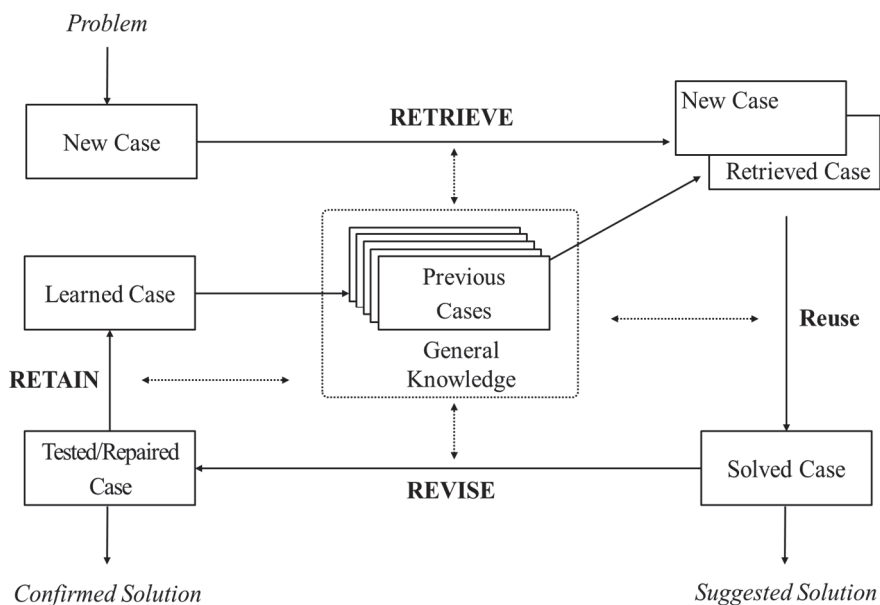 Problem
New Case
RETRIEVE
New Case
Retrieved Case
Previous
Cases
General
Knowledge
Learned Case
Reuse
RETAIN
Tested/Repaired
Case
REVISE
Solved Case
Confirmed Solution
Suggested Solution